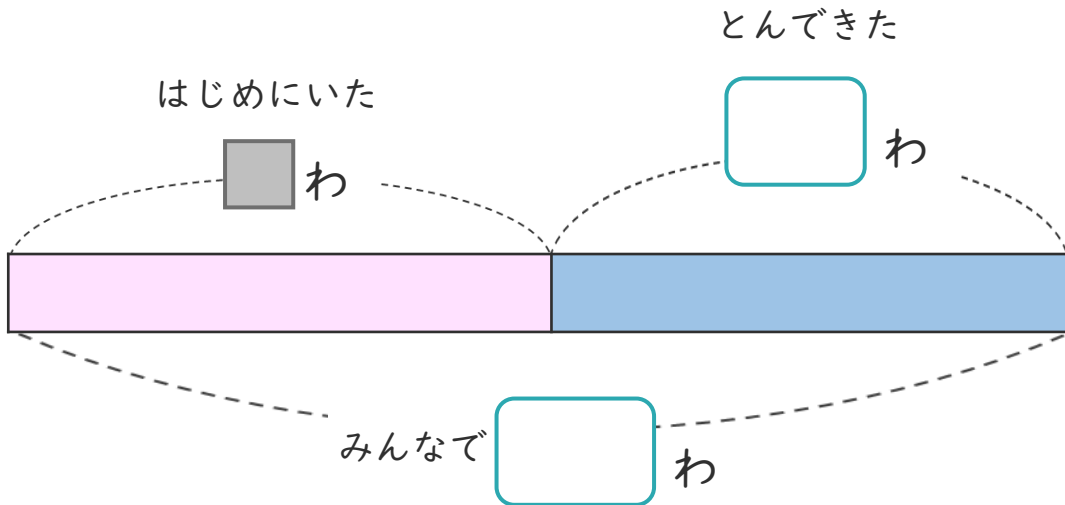 とんできた
はじめにいた
わ
わ
みんなで
わ